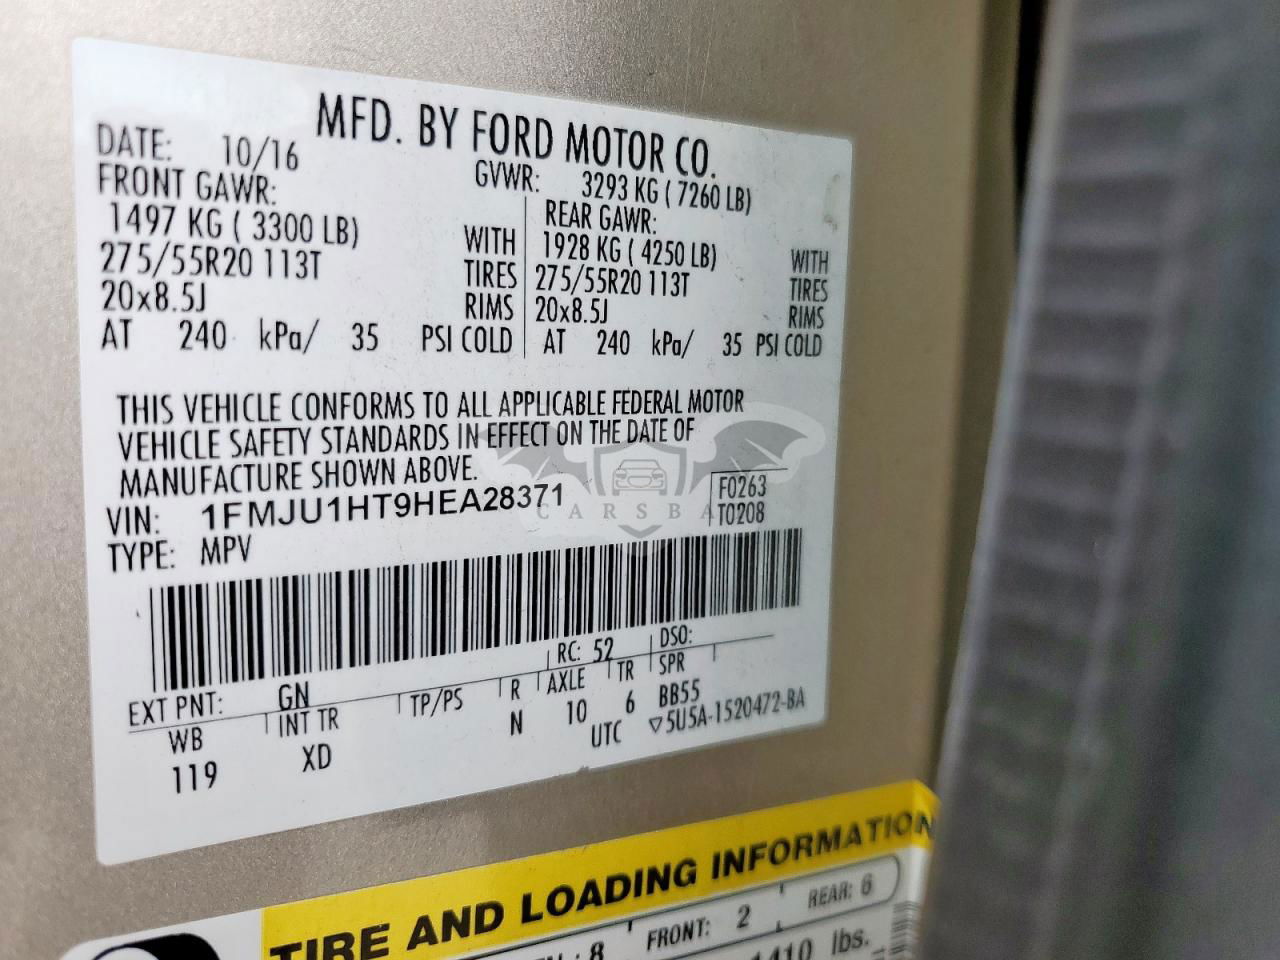 MFD. BY FORD MOTOR CO.
DATE: 10/16
GVWR: 3293 KG ( 7260 LB)
FRONT GAWR:
1497 KG ( 3300 LB) WITH
275/55R20 113T TIRES
20x8.5J RIMS
AT 240 kPa/ 35 PSI COLD
REAR GAWR:
1928 KG ( 4250 LB) WITH
275/55R20 113T TIRES
20x8.5J RIMS
AT 240 kPa/ 35 PSI COLD
THIS VEHICLE CONFORMS TO ALL APPLICABLE FEDERAL MOTOR
VEHICLE SAFETY STANDARDS IN EFFECT ON THE DATE OF
MANUFACTURE SHOWN ABOVE.
VIN: 1FMJU1HT9HEA28371
F0263
T0208
TYPE: MPV
EXT PNT: GN RC: 52 DSO:
WB INT TR TP/PS R AXLE TR SPR
119 XD N 10 6 BB55
UTC ▽5U5A-1520472-BA
TIRE AND LOADING INFORMATION
: 8 FRONT: 2 REAR: 6
lbs.